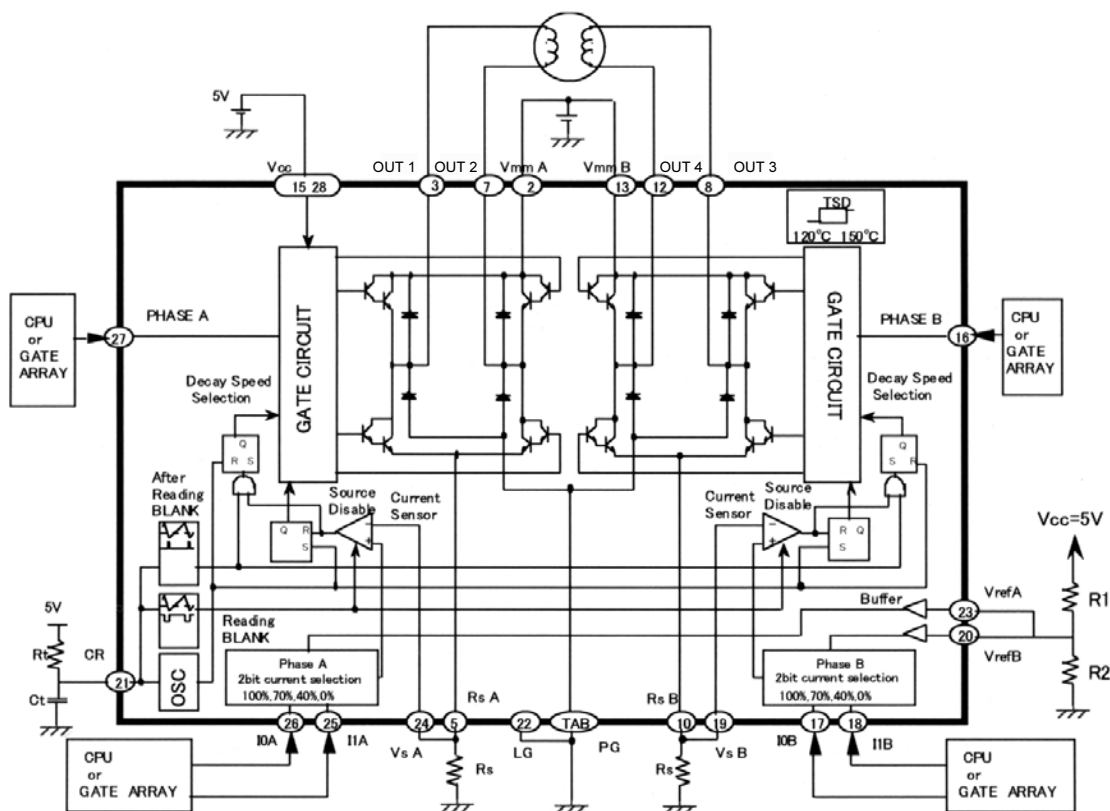 5V
Vcc
OUT 1
OUT 2
Vmm A
Vmm B
OUT 4
OUT 3
15 28
3
7
2
13
12
8
TSD
120°C 150°C
CPU
or
GATE
ARRAY
27
PHASE A
GATE CIRCUIT
GATE CIRCUIT
PHASE B
16
CPU
or
GATE
ARRAY
Decay Speed
Selection
Decay Speed
Selection
Q
R S
Q
S R
After
Reading
BLANK
Source
Disable
Current
Sensor
Current
Sensor
Source
Disable
Q R
S
-
+
-
+
R Q
S
Vcc=5V
Reading
BLANK
Buffer
VrefA
23
20
VrefB
R1
R2
5V
Rt
CR
21
Ct
OSC
Phase A
2bit current selection
100%,70%,40%,0%
Phase B
2bit current selection
100%,70%,40%,0%
Rs A
Rs B
26
25
24
5
22
TAB
10
19
17
18
I0A
I1A
Vs A
LG
PG
Vs B
I0B
I1B
Rs
Rs
CPU
or
GATE ARRAY
CPU
or
GATE ARRAY